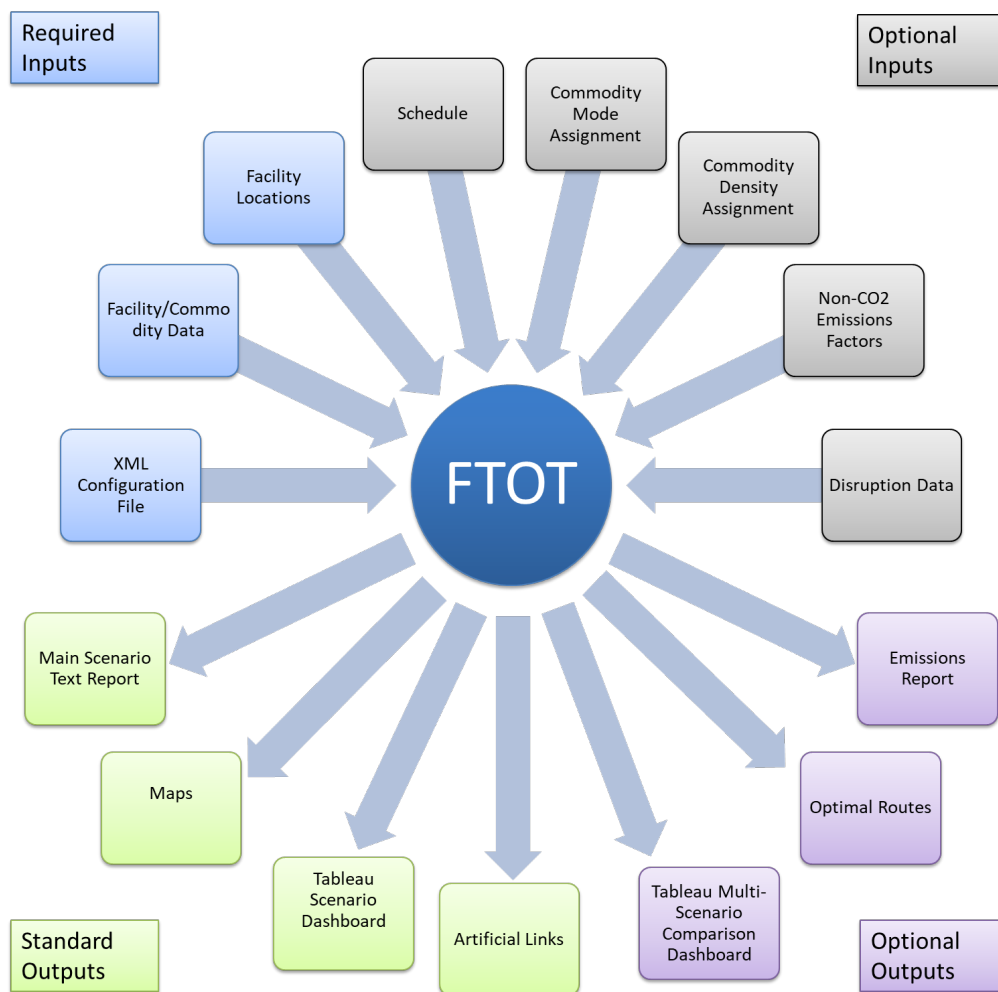 Required
Inputs
Optional
Inputs
Schedule
Commodity
Mode
Assignment
Facility
Locations
Commodity
Density
Assignment
Facility/Commo
dity Data
Non-CO2
Emissions
Factors
XML
Configuration
File
FTOT
Disruption Data
Main Scenario
Text Report
Emissions
Report
Maps
Optimal Routes
Tableau
Scenario
Dashboard
Artificial Links
Tableau Multi-
Scenario
Comparison
Dashboard
Standard
Outputs
Optional
Outputs